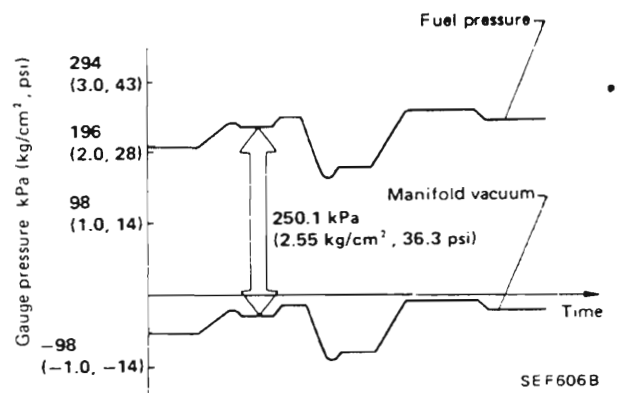 Fuel pressure
Gauge pressure kPa (kg/cm², psi)
294
(3.0, 43)
196
(2.0, 28)
98
(1.0, 14)
250.1 kPa
(2.55 kg/cm², 36.3 psi)
Manifold vacuum
Time
−98
(−1.0, −14)
SEF606B